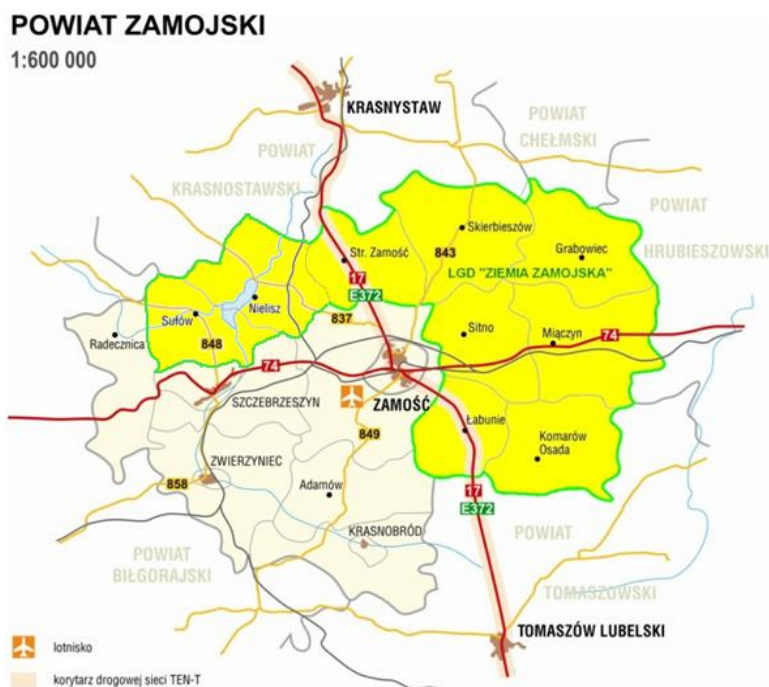 POWIAT ZAMOJSKI
1:600 000
KRASNYSTAW
POWIAT
CHEŁMSKI
POWIAT
KRASNOSTAWSKI
POWIAT
HRUBIESZOWSKI
Skierbieszów
Str. Zamość
843
Grabowiec
LGD "ZIEMIA ZAMOJSKA"
17
E372
Nielisz
Sułów
837
Sitno
Miączyn
74
Radecznica
848
74
SZCZEBRZESZYN
ZAMOŚĆ
Łabunie
849
Komarów
Osada
ZWIERZYNIEC
858
Adamów
17
E372
KRASNOBRÓD
POWIAT
TOMASZOWSKI
POWIAT
BIŁGORAJSKI
TOMASZÓW LUBELSKI
lotnisko
korytarz drogowej sieci TEN-T